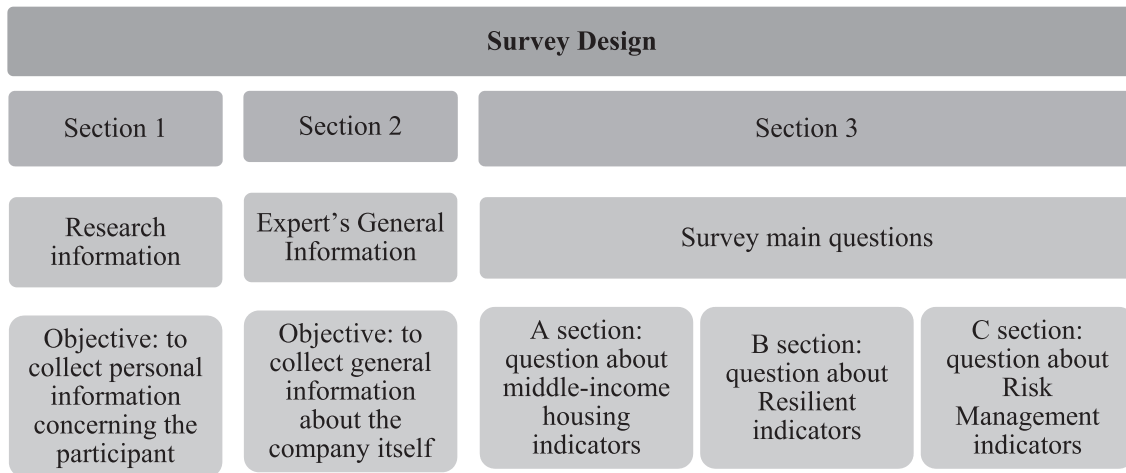 Survey Design
Section 1
Section 2
Section 3
Research
information
Expert’s General
Information
Survey main questions
Objective: to
collect personal
information
concerning the
participant
Objective: to
collect general
information
about the
company itself
A section:
question about
middle-income
housing
indicators
B section:
question about
Resilient
indicators
C section:
question about
Risk
Management
indicators